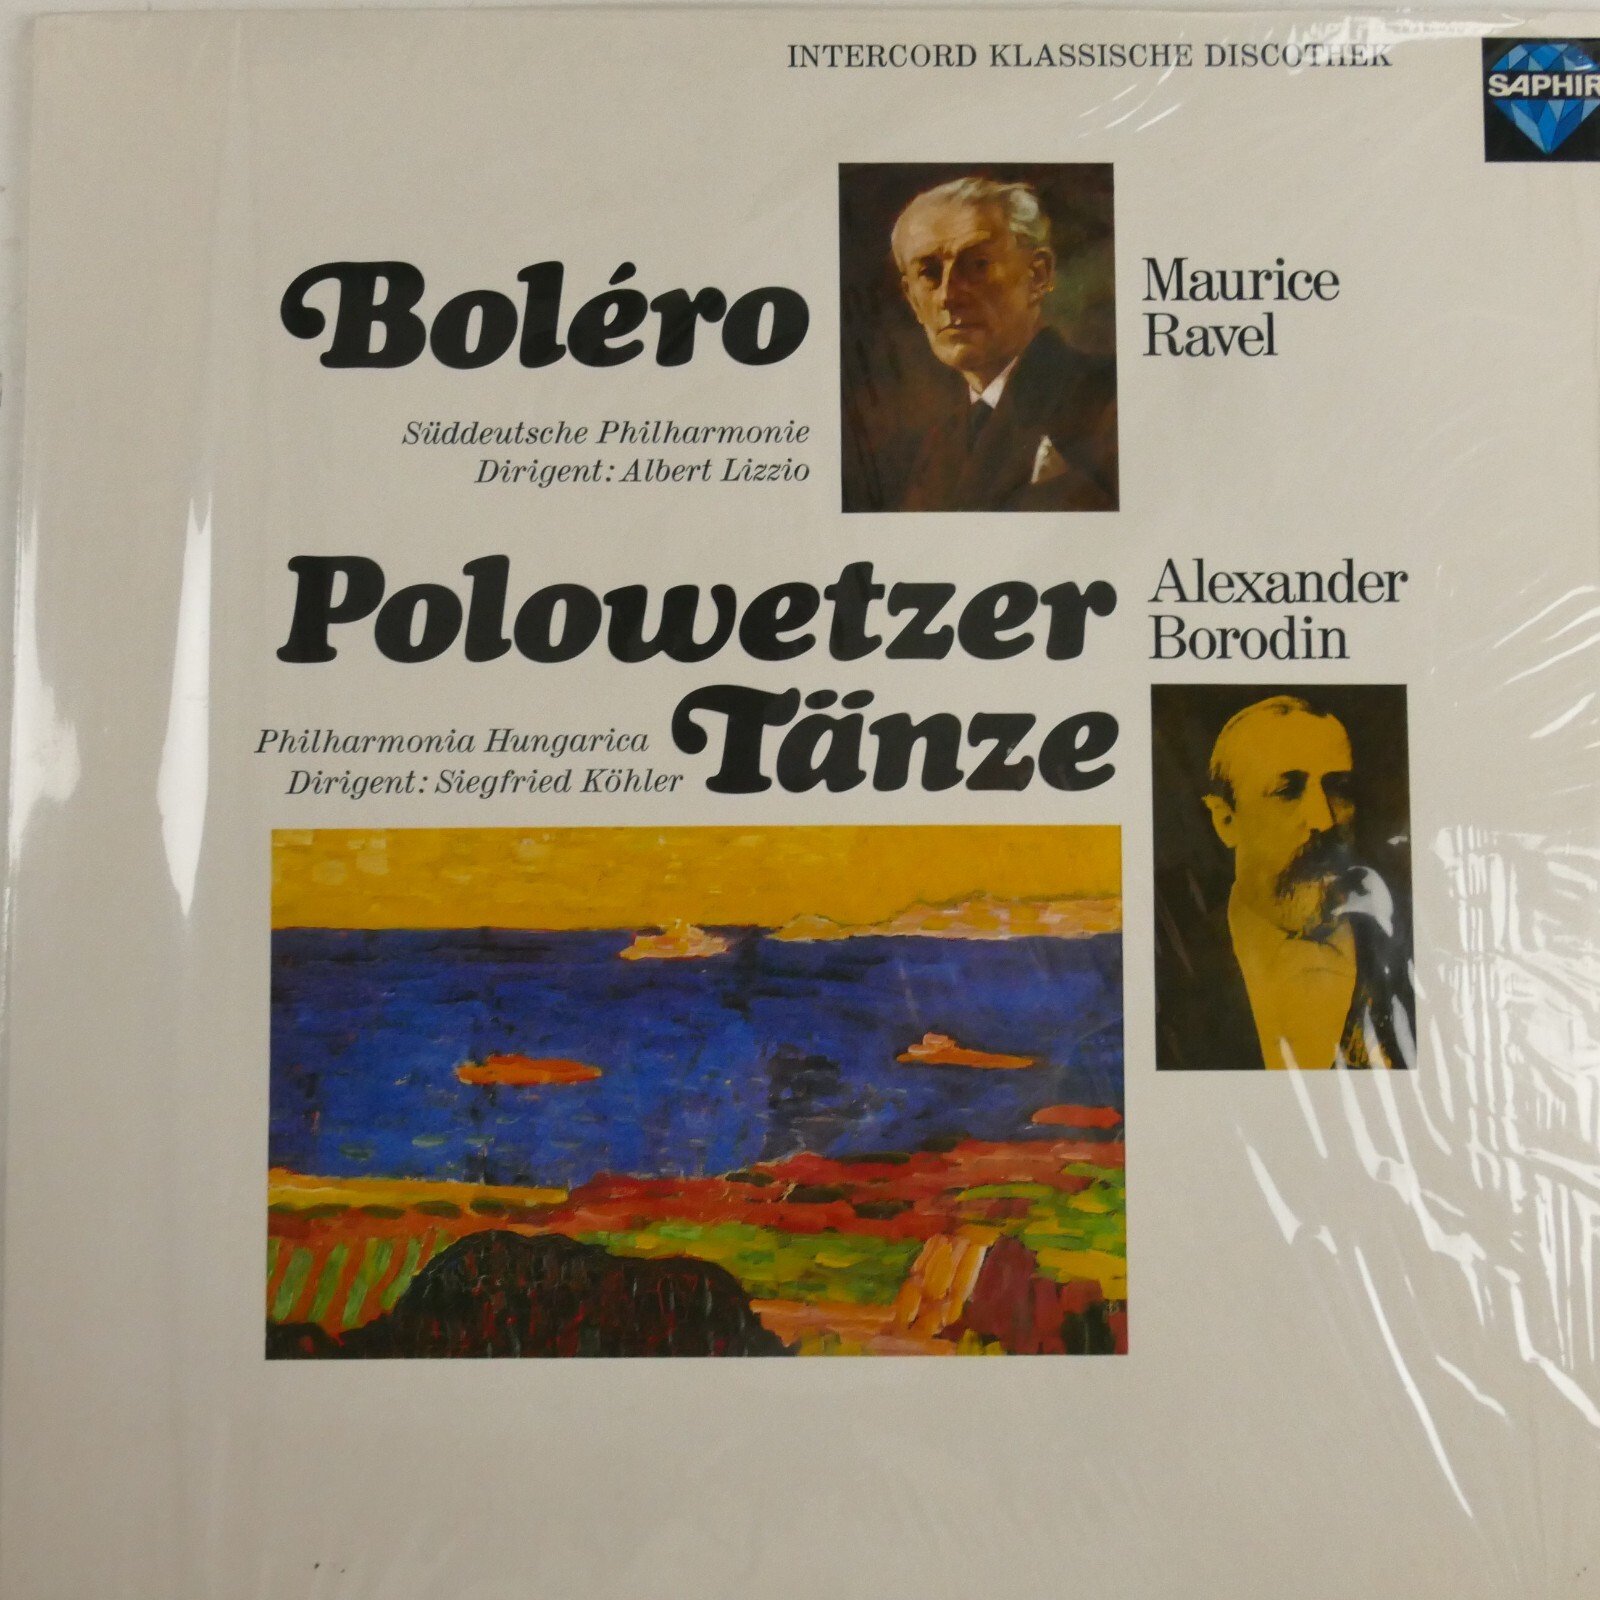 INTERCORD KLASSISCHE DISCOTHEK
SAPHIR
Boléro
Maurice
Ravel
Süddeutsche Philharmonie
Dirigent: Albert Lizzio
Polowetzer
Tänze
Alexander
Borodin
Philharmonia Hungarica
Dirigent: Siegfried Köhler